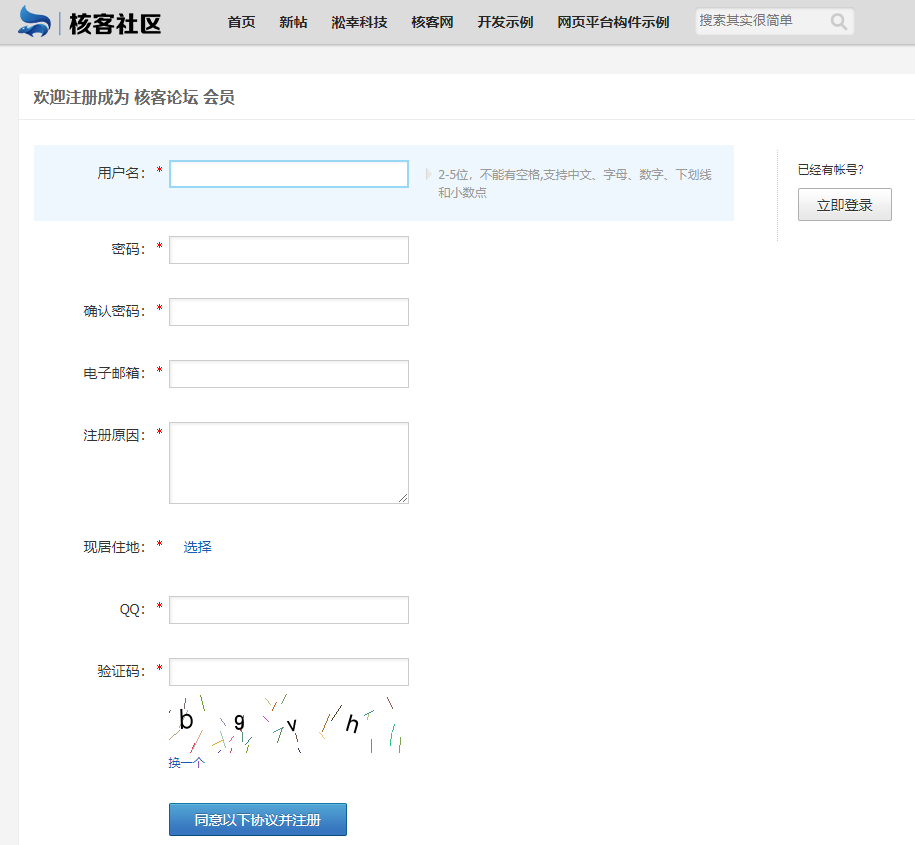 核客社区 首页 新帖 淞幸科技 核客网 开发示例 网页平台构件示例 搜索其实很简单
欢迎注册成为 核客论坛 会员
用户名： * 2-5位，不能有空格,支持中文、字母、数字、下划线
和小数点
已经有帐号？
立即登录
密码： *
确认密码： *
电子邮箱： *
注册原因： *
现居住地： * 选择
QQ： *
验证码： *
b g v h
换一个
同意以下协议并注册